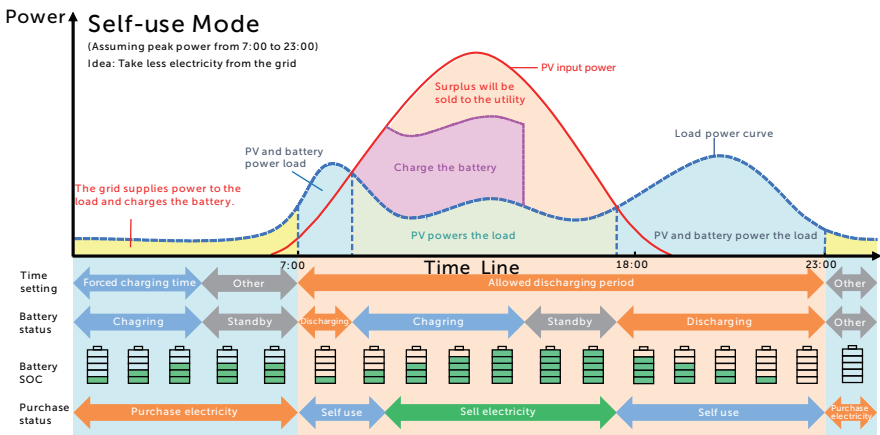 Power
Self-use Mode
(Assuming peak power from 7:00 to 23:00)
Idea: Take less electricity from the grid
PV input power
Surplus will be
sold to the utility
Load power curve
PV and battery
power load
Charge the battery
The grid supplies power to the
load and charges the battery.
PV powers the load
PV and battery power the load
7:00
Time Line
18:00
23:00
Time
setting
Forced charging time
Other
Allowed discharging period
Other
Battery
status
Chagring
Standby
Discharging
Chagring
Standby
Discharging
Other
Battery
SOC
Purchase
status
Purchase electricity
Self use
Sell electricity
Self use
Purchase
electricity